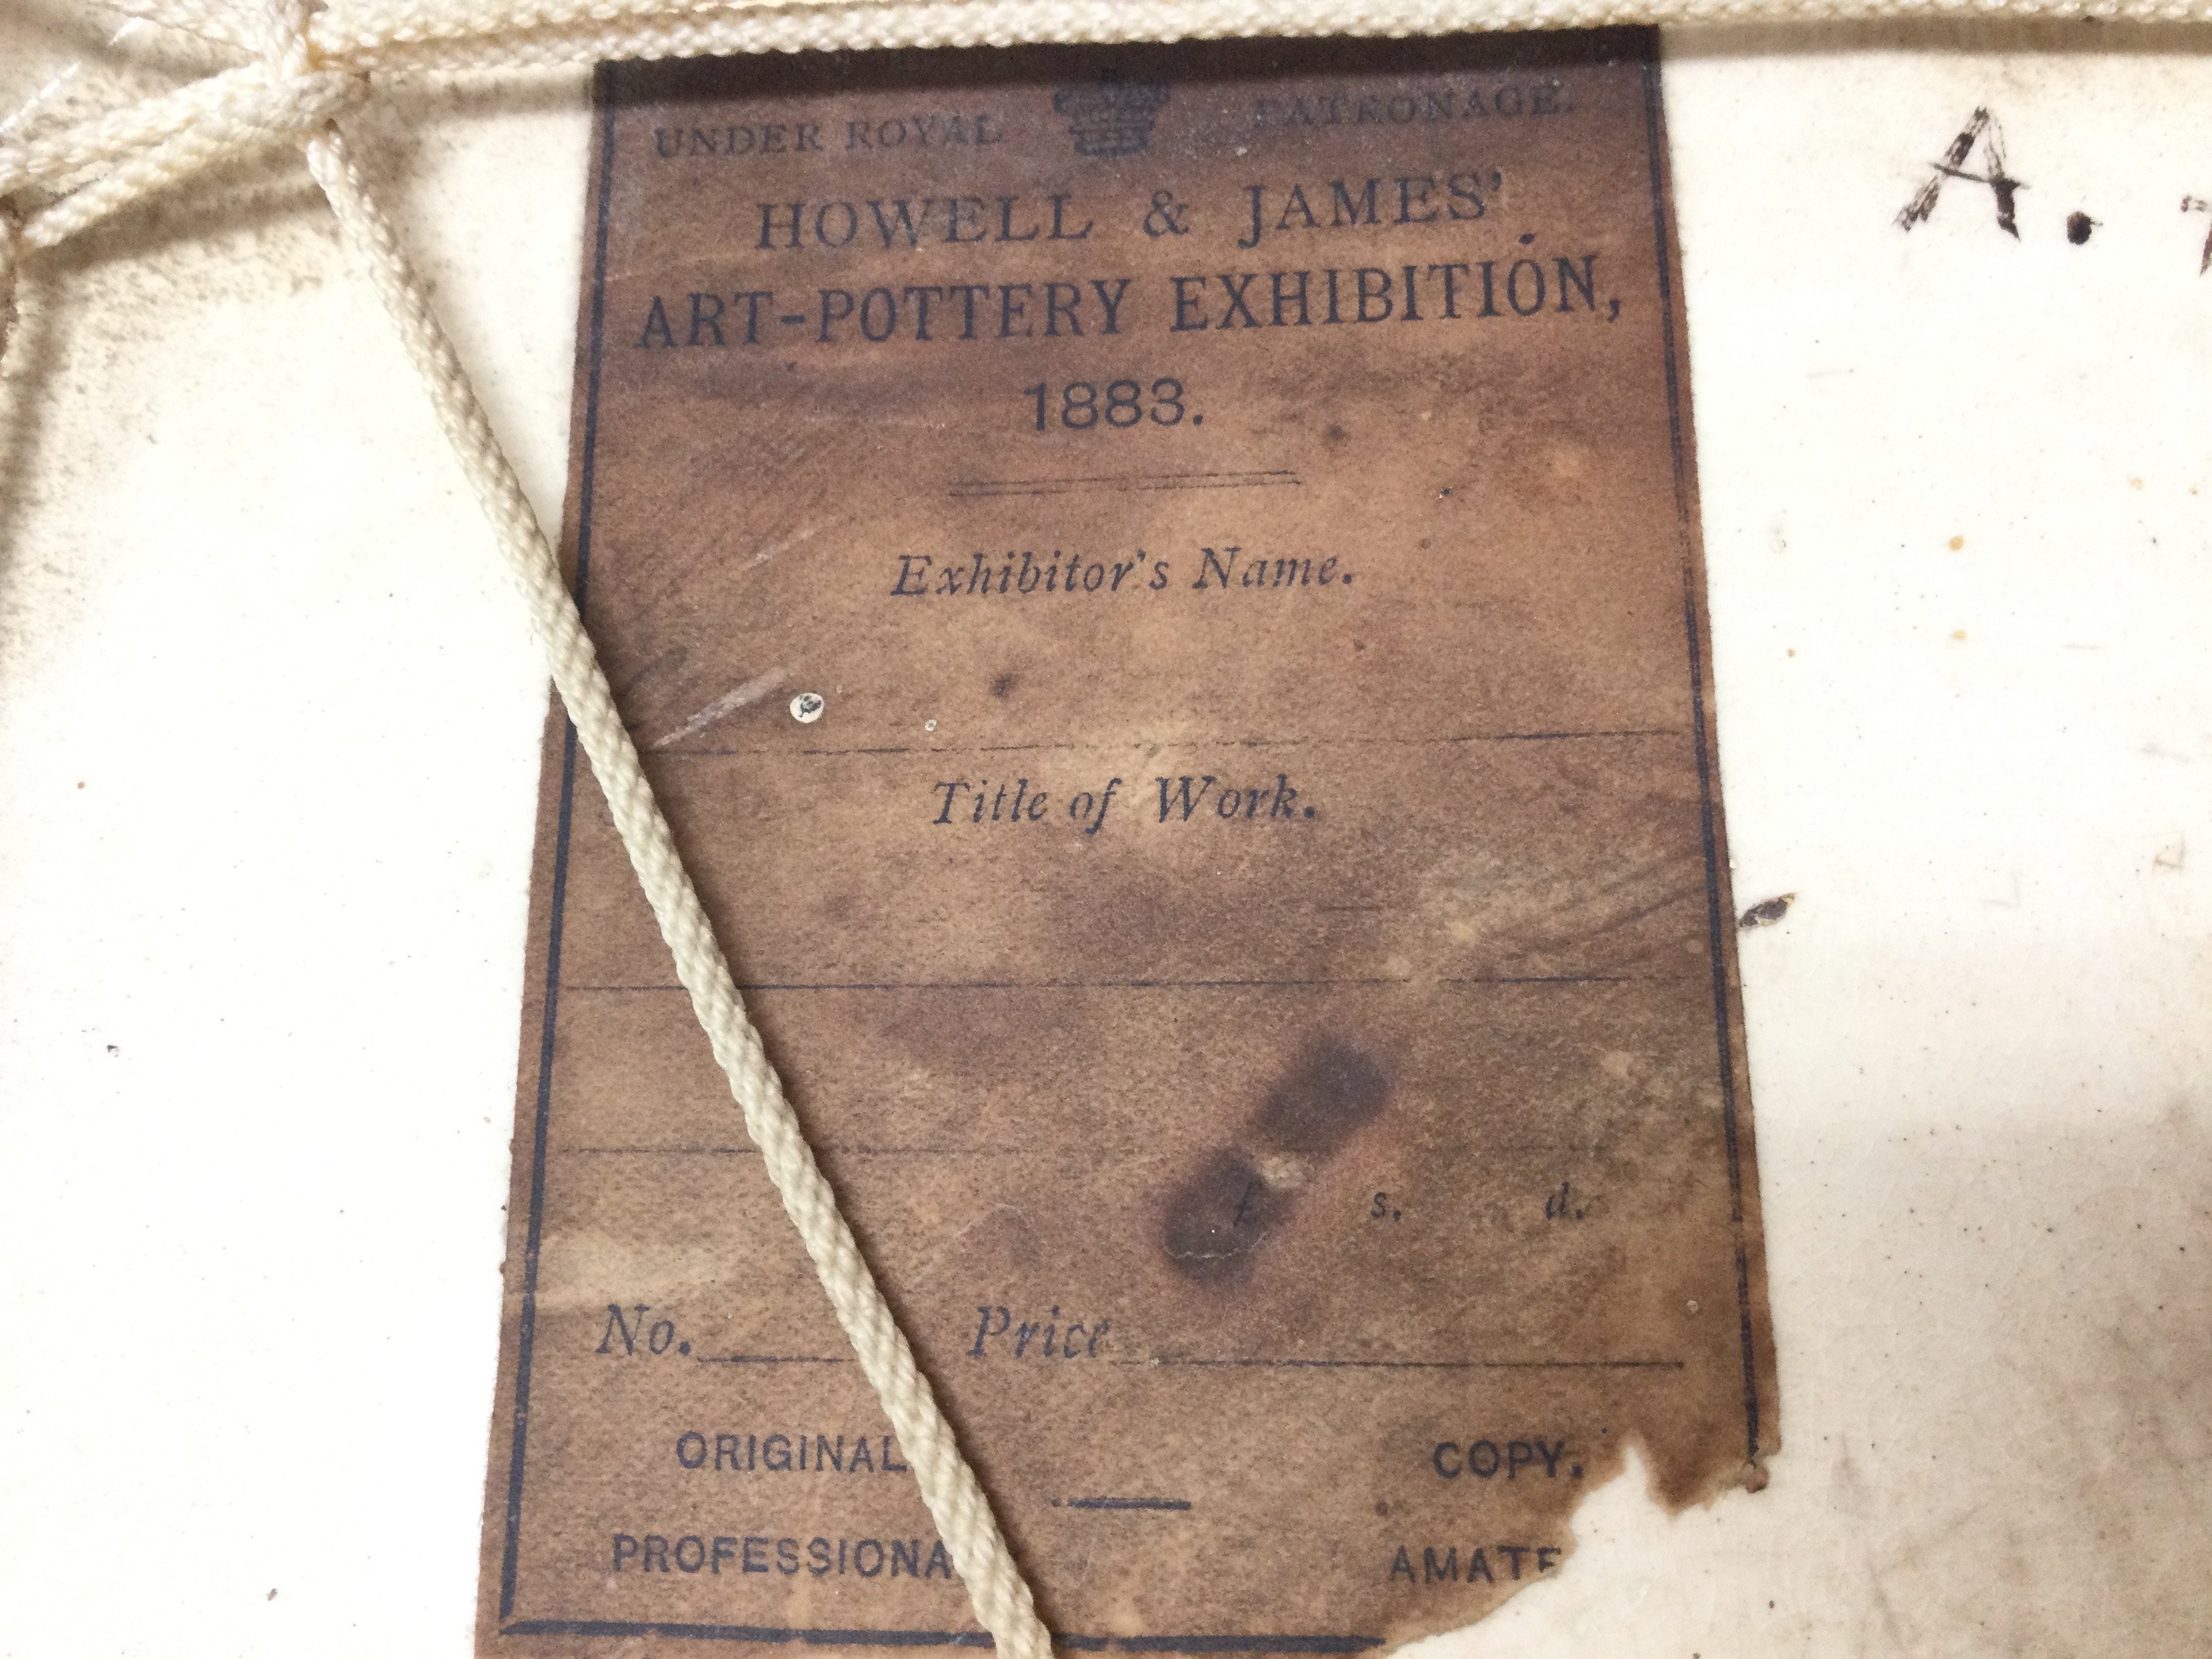 UNDER ROYAL PATRONAGE.
HOWELL & JAMES'
ART-POTTERY EXHIBITION,
1883.
Exhibitor's Name.
Title of Work.
£ s. d.
No. Price
ORIGINAL COPY.
PROFESSIONA AMATE
A.